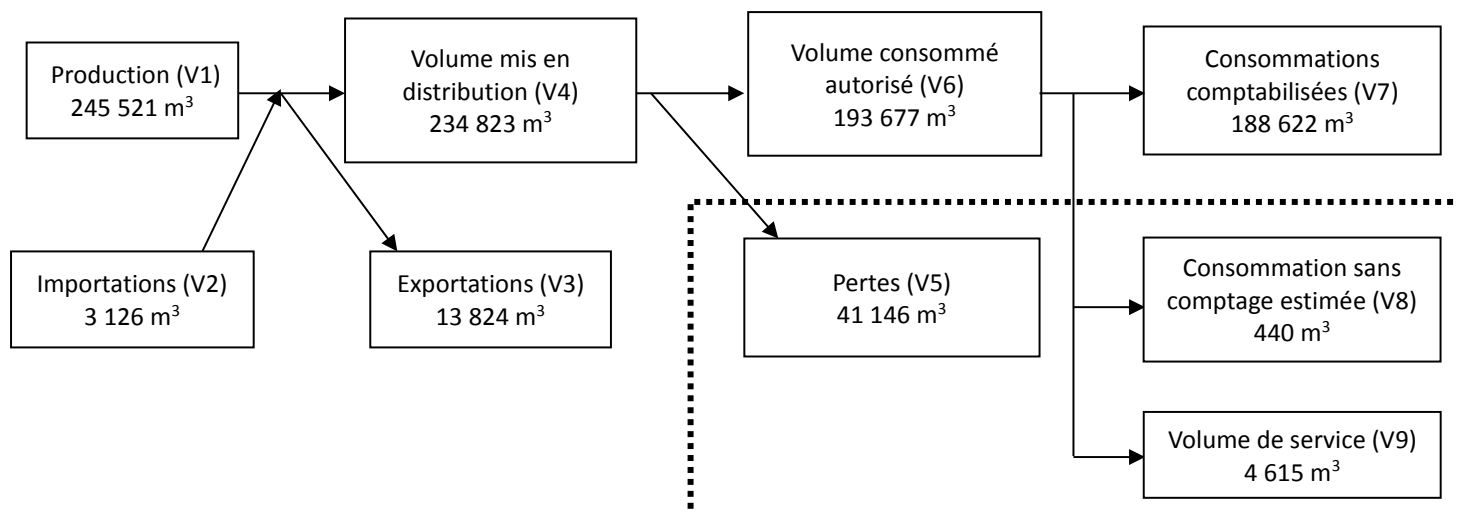 Production (V1)
245 521 m³
Volume mis en
distribution (V4)
234 823 m³
Volume consommé
autorisé (V6)
193 677 m³
Consommations
comptabilisées (V7)
188 622 m³
Importations (V2)
3 126 m³
Exportations (V3)
13 824 m³
Pertes (V5)
41 146 m³
Consommation sans
comptage estimée (V8)
440 m³
Volume de service (V9)
4 615 m³